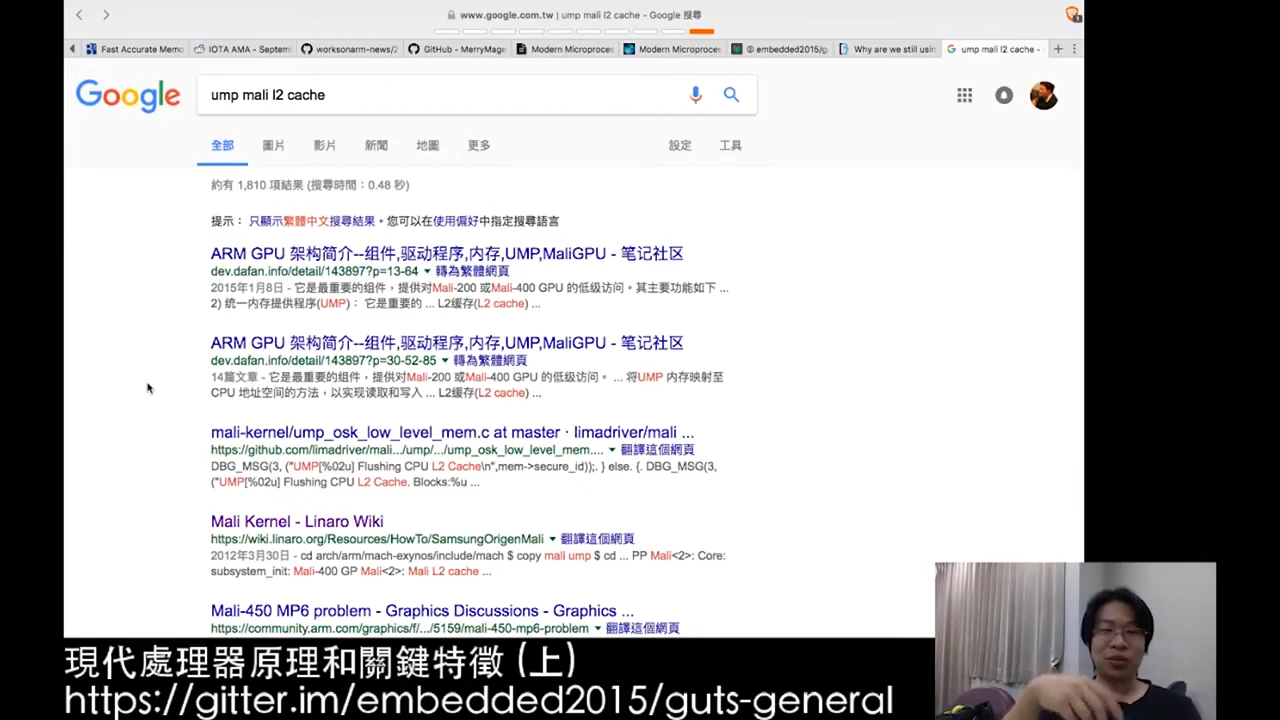 www.google.com.tw | ump mali l2 cache - Google 搜尋
Fast Accurate Memo
IOTA AMA - Septemi
worksonarm-news/2
GitHub - MerryMage
Modern Microproces
Modern Microproces
embedded2015/g
Why are we still usin
ump mali l2 cache -
Google
ump mali l2 cache
全部 圖片 影片 新聞 地圖 更多 設定 工具
約有 1,810 項結果 (搜尋時間：0.48 秒)
提示： 只顯示繁體中文搜尋結果。您可以在使用偏好中指定搜尋語言
ARM GPU 架构简介--组件,驱动程序,内存,UMP,MaliGPU - 笔记社区
dev.dafan.info/detail/143897?p=13-64 轉為繁體網頁
2015年1月8日 - 它是最重要的组件，提供对Mali-200 或Mali-400 GPU 的低级访问。其主要功能如下 ...
2) 统一内存提供程序(UMP)： 它是重要的 ... L2缓存(L2 cache) ...
ARM GPU 架构简介--组件,驱动程序,内存,UMP,MaliGPU - 笔记社区
dev.dafan.info/detail/143897?p=30-52-85 轉為繁體網頁
14篇文章 - 它是最重要的组件，提供对Mali-200 或Mali-400 GPU 的低级访问。 ... 将UMP 内存映射至
CPU 地址空间的方法，以实现读取和写入 ... L2缓存(L2 cache) ...
mali-kernel/ump_osk_low_level_mem.c at master · limadriver/mali ...
https://github.com/limadriver/mali.../ump/.../ump_osk_low_level_mem.... 翻譯這個網頁
DBG_MSG(3, ("UMP[%02u] Flushing CPU L2 Cache\n",mem->secure_id));. } else. {. DBG_MSG(3,
("UMP[%02u] Flushing CPU L2 Cache. Blocks:%u ...
Mali Kernel - Linaro Wiki
https://wiki.linaro.org/Resources/HowTo/SamsungOrigenMali 翻譯這個網頁
2012年3月30日 - cd arch/arm/mach-exynos/include/mach $ copy mali ump $ cd ... PP Mali<2>: Core:
subsystem_init: Mali-400 GP Mali<2>: Mali L2 cache ...
Mali-450 MP6 problem - Graphics Discussions - Graphics ...
https://community.arm.com/graphics/f/.../5159/mali-450-mp6-problem 翻譯這個網頁
現代處理器原理和關鍵特徵 (上)
https://gitter.im/embedded2015/guts-general